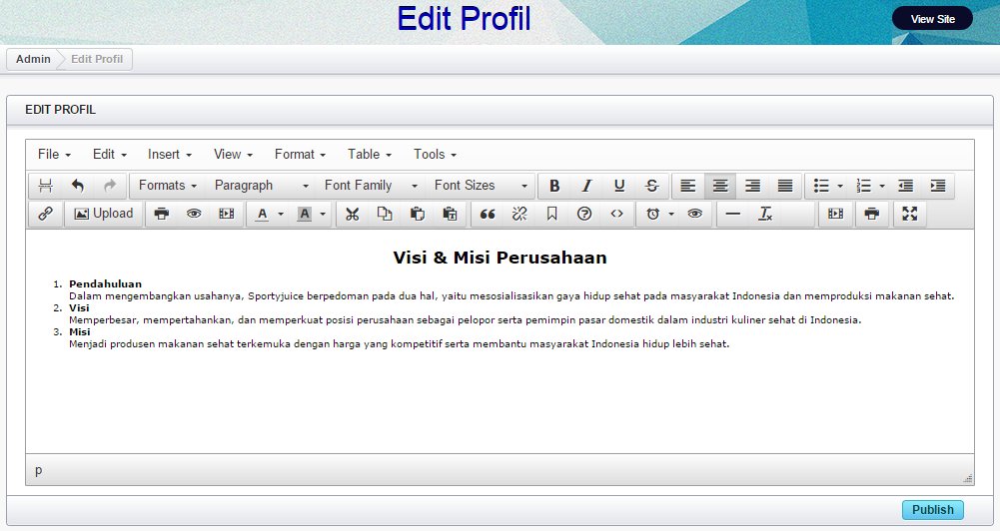 Edit Profil
View Site
Admin Edit Profil
EDIT PROFIL
File Edit Insert View Format Table Tools
Formats Paragraph Font Family Font Sizes B I U S
Upload A A
Visi & Misi Perusahaan
1. Pendahuluan
Dalam mengembangkan usahanya, Sportyjuice berpedoman pada dua hal, yaitu mesosialisasikan gaya hidup sehat pada masyarakat Indonesia dan memproduksi makanan sehat.
2. Visi
Memperbesar, mempertahankan, dan memperkuat posisi perusahaan sebagai pelopor serta pemimpin pasar domestik dalam industri kuliner sehat di Indonesia.
3. Misi
Menjadi produsen makanan sehat terkemuka dengan harga yang kompetitif serta membantu masyarakat Indonesia hidup lebih sehat.
p
Publish